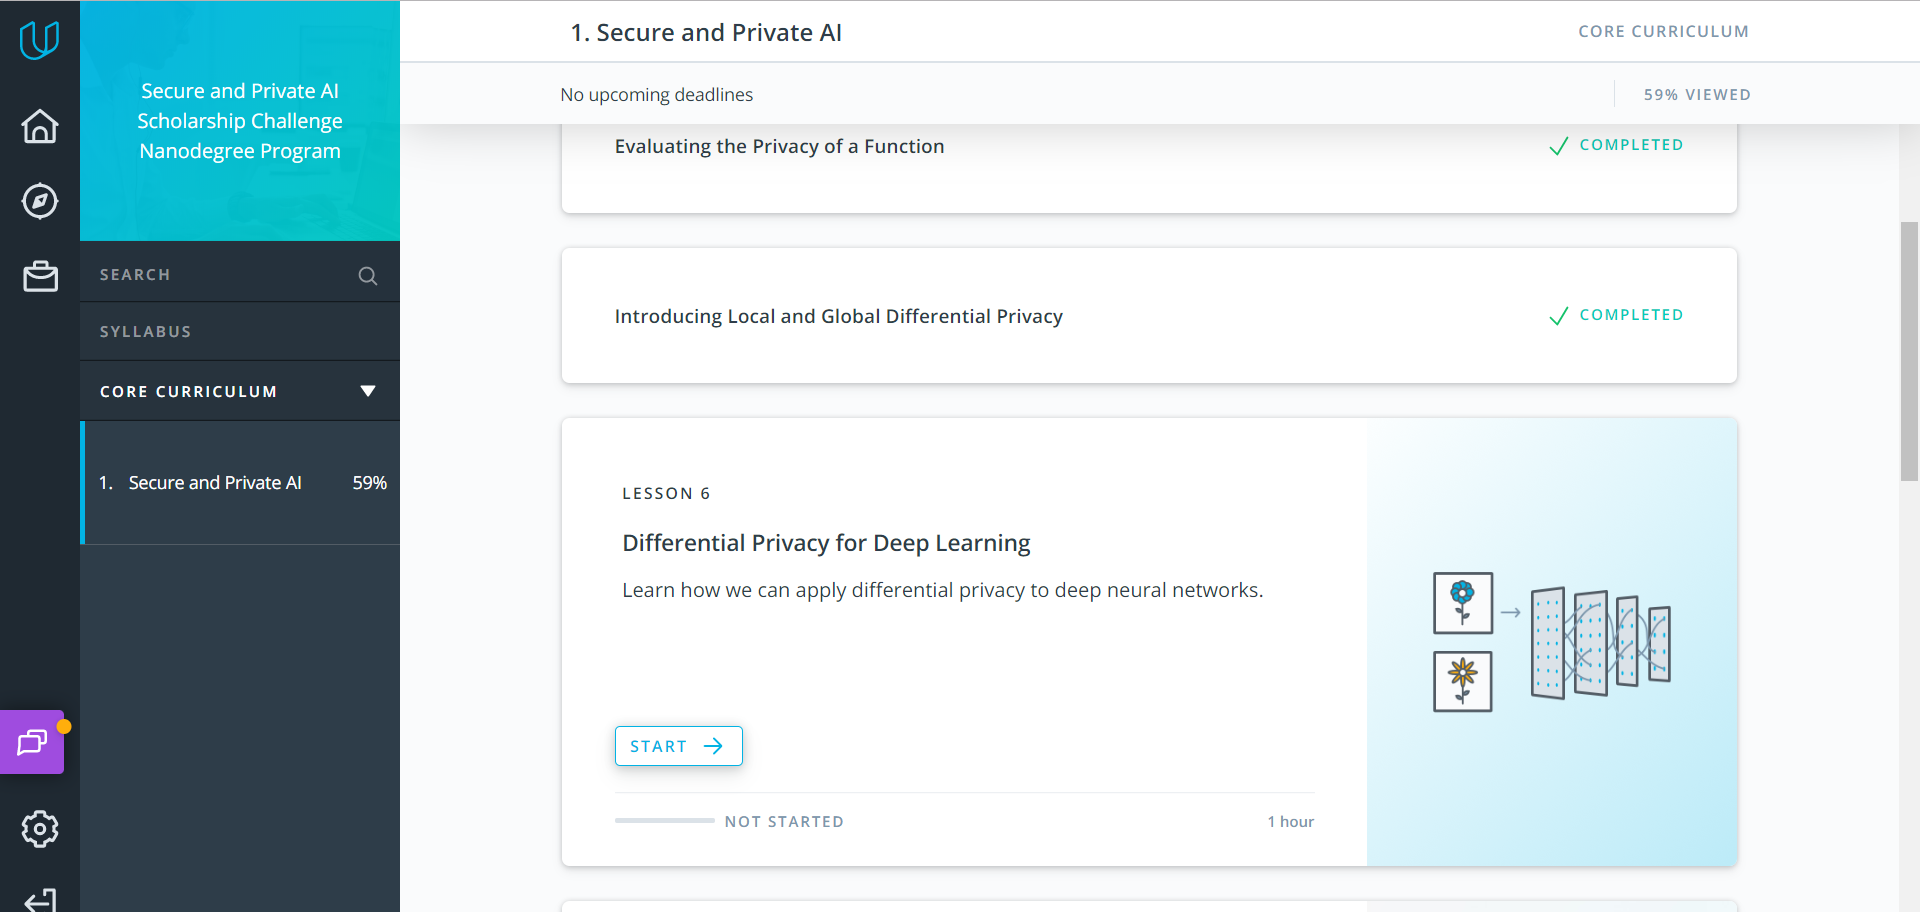 Secure and Private AI
Scholarship Challenge
Nanodegree Program
SEARCH
SYLLABUS
CORE CURRICULUM
1. Secure and Private AI 59%
1. Secure and Private AI
CORE CURRICULUM
No upcoming deadlines
59% VIEWED
Evaluating the Privacy of a Function
COMPLETED
Introducing Local and Global Differential Privacy
COMPLETED
LESSON 6
Differential Privacy for Deep Learning
Learn how we can apply differential privacy to deep neural networks.
START
NOT STARTED
1 hour